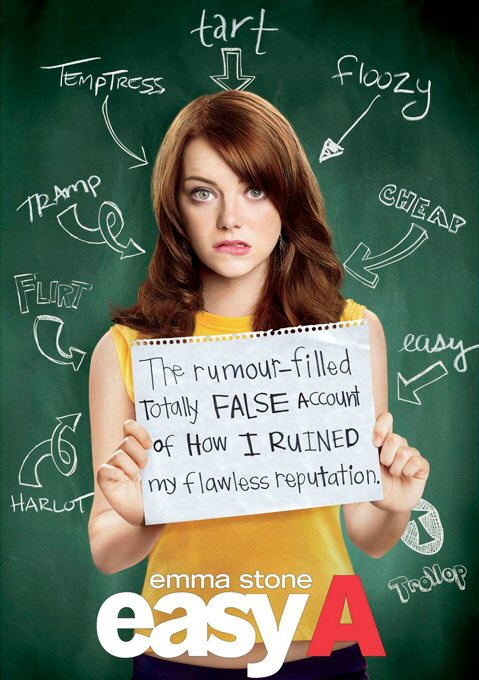 tart
TEMPTRESS
floozy
TRAMP
CHEAP
FLIRT
easy
HARLOT
Trollop
The rumour-filled
Totally FALSE Account
of How I RUINED
my flawless reputation.
emma stone
easy A